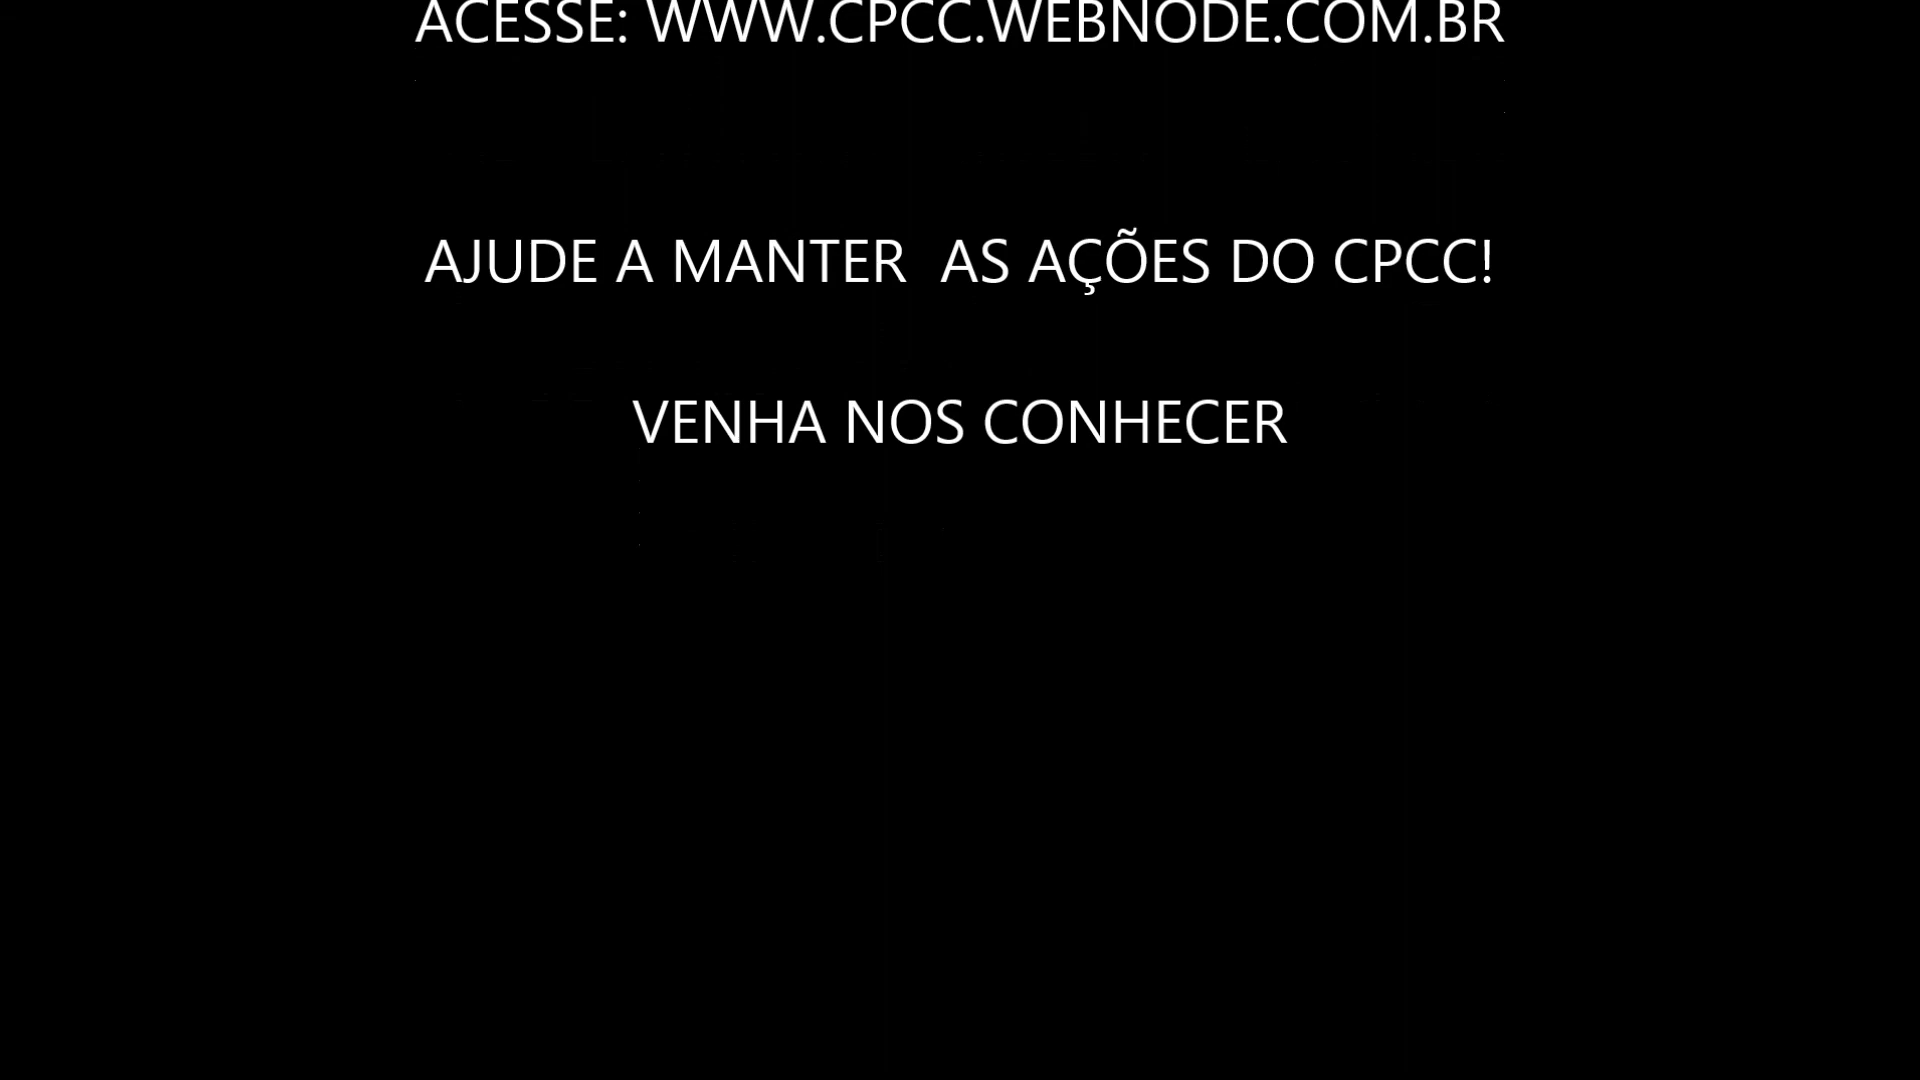 ACESSE: WWW.CPCC.WEBNODE.COM.BR
AJUDE A MANTER  AS AÇÕES DO CPCC!
VENHA NOS CONHECER